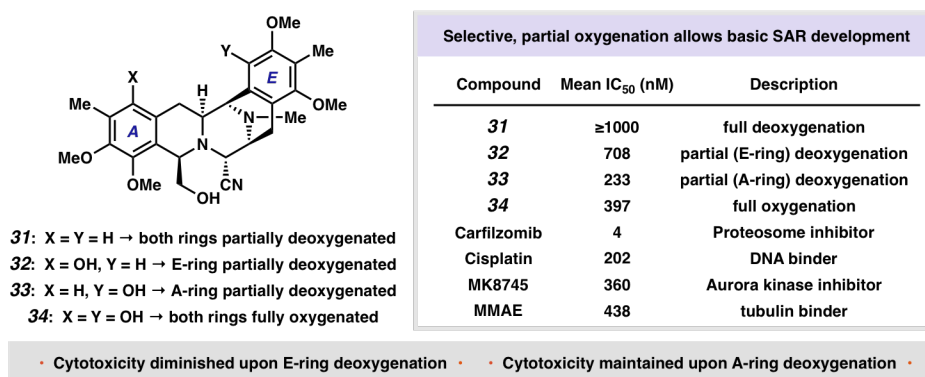 OMe
Y
Me
E
X
H
OMe
Me
N
Me
A
N
MeO
CN
OMe
OH
31: X = Y = H → both rings partially deoxygenated
32: X = OH, Y = H → E-ring partially deoxygenated
33: X = H, Y = OH → A-ring partially deoxygenated
34: X = Y = OH → both rings fully oxygenated
Selective, partial oxygenation allows basic SAR development
Compound Mean IC₅₀ (nM) Description
31 ≥1000 full deoxygenation
32 708 partial (E-ring) deoxygenation
33 233 partial (A-ring) deoxygenation
34 397 full oxygenation
Carfilzomib 4 Proteosome inhibitor
Cisplatin 202 DNA binder
MK8745 360 Aurora kinase inhibitor
MMAE 438 tubulin binder
· Cytotoxicity diminished upon E-ring deoxygenation · · Cytotoxicity maintained upon A-ring deoxygenation ·